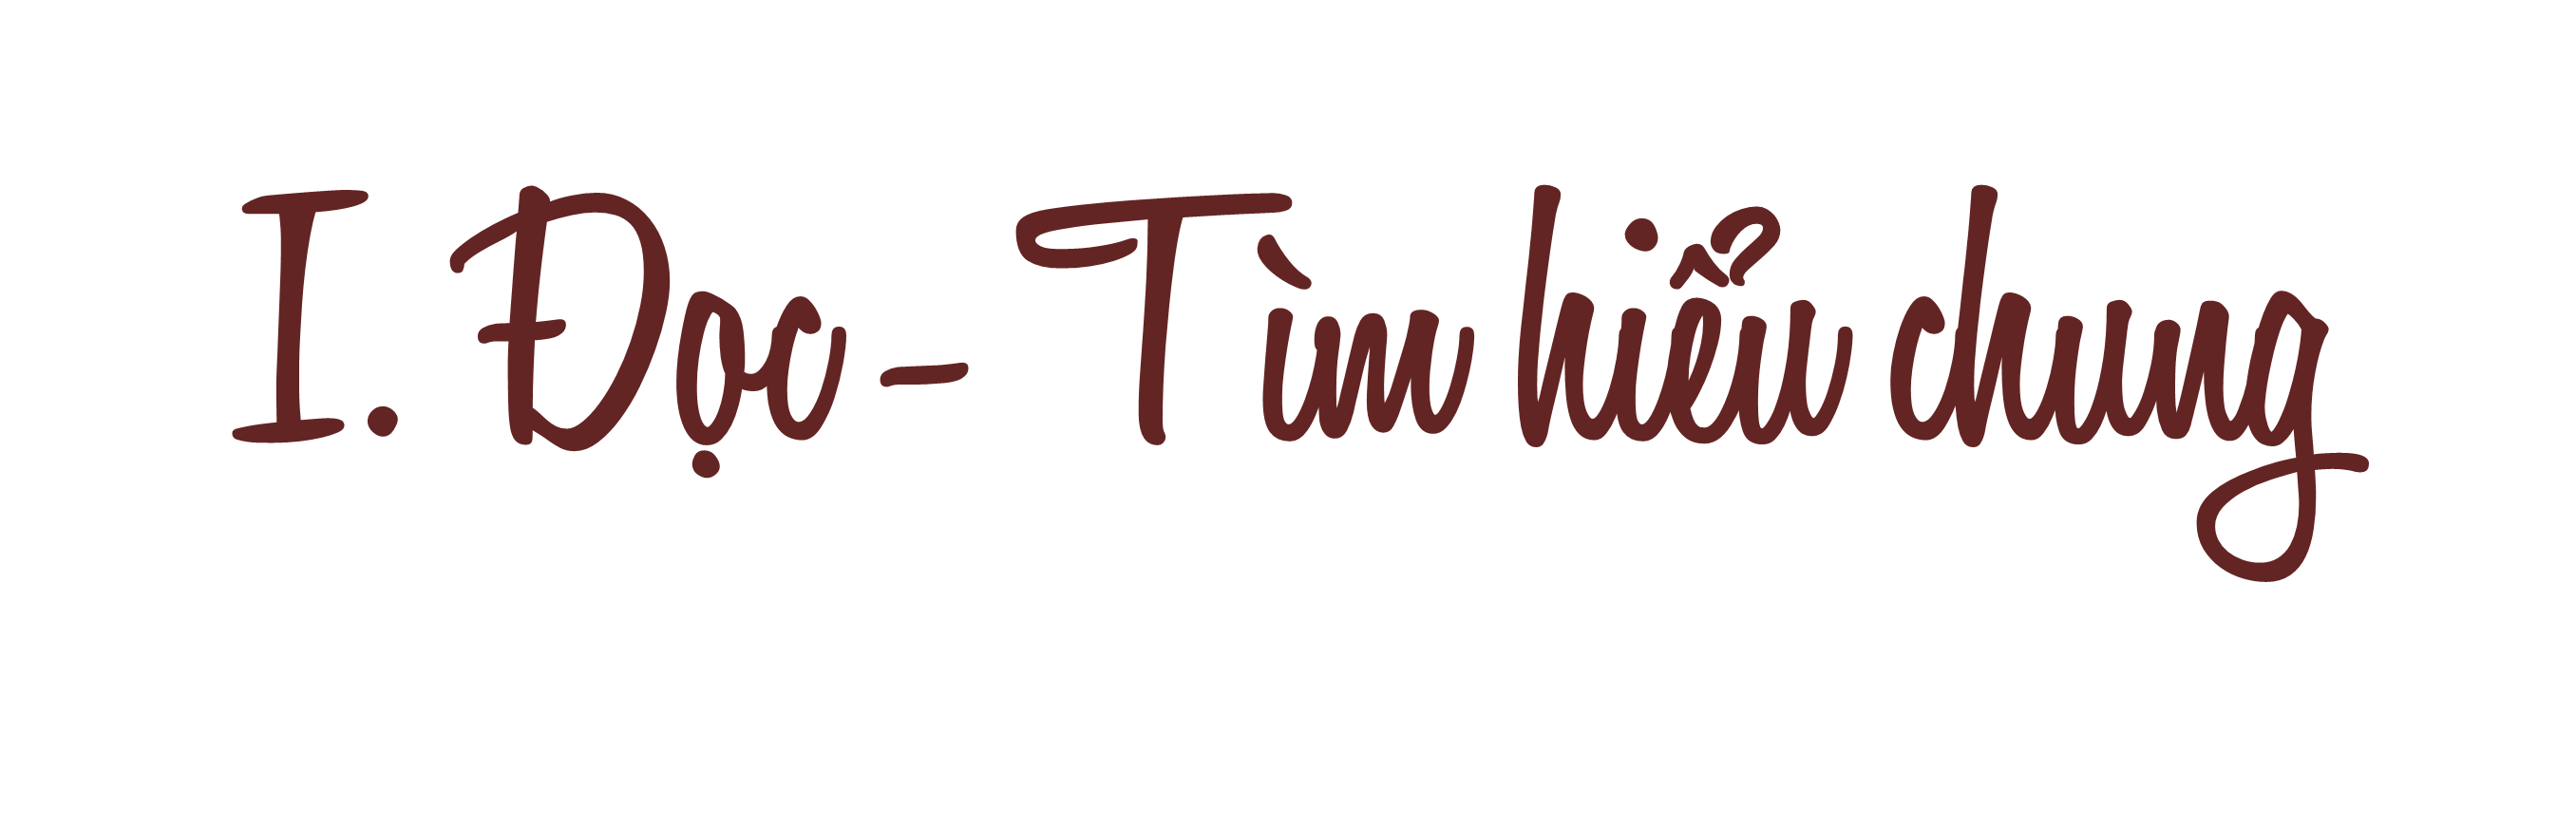 I. Đọc - Tìm hiểu chung